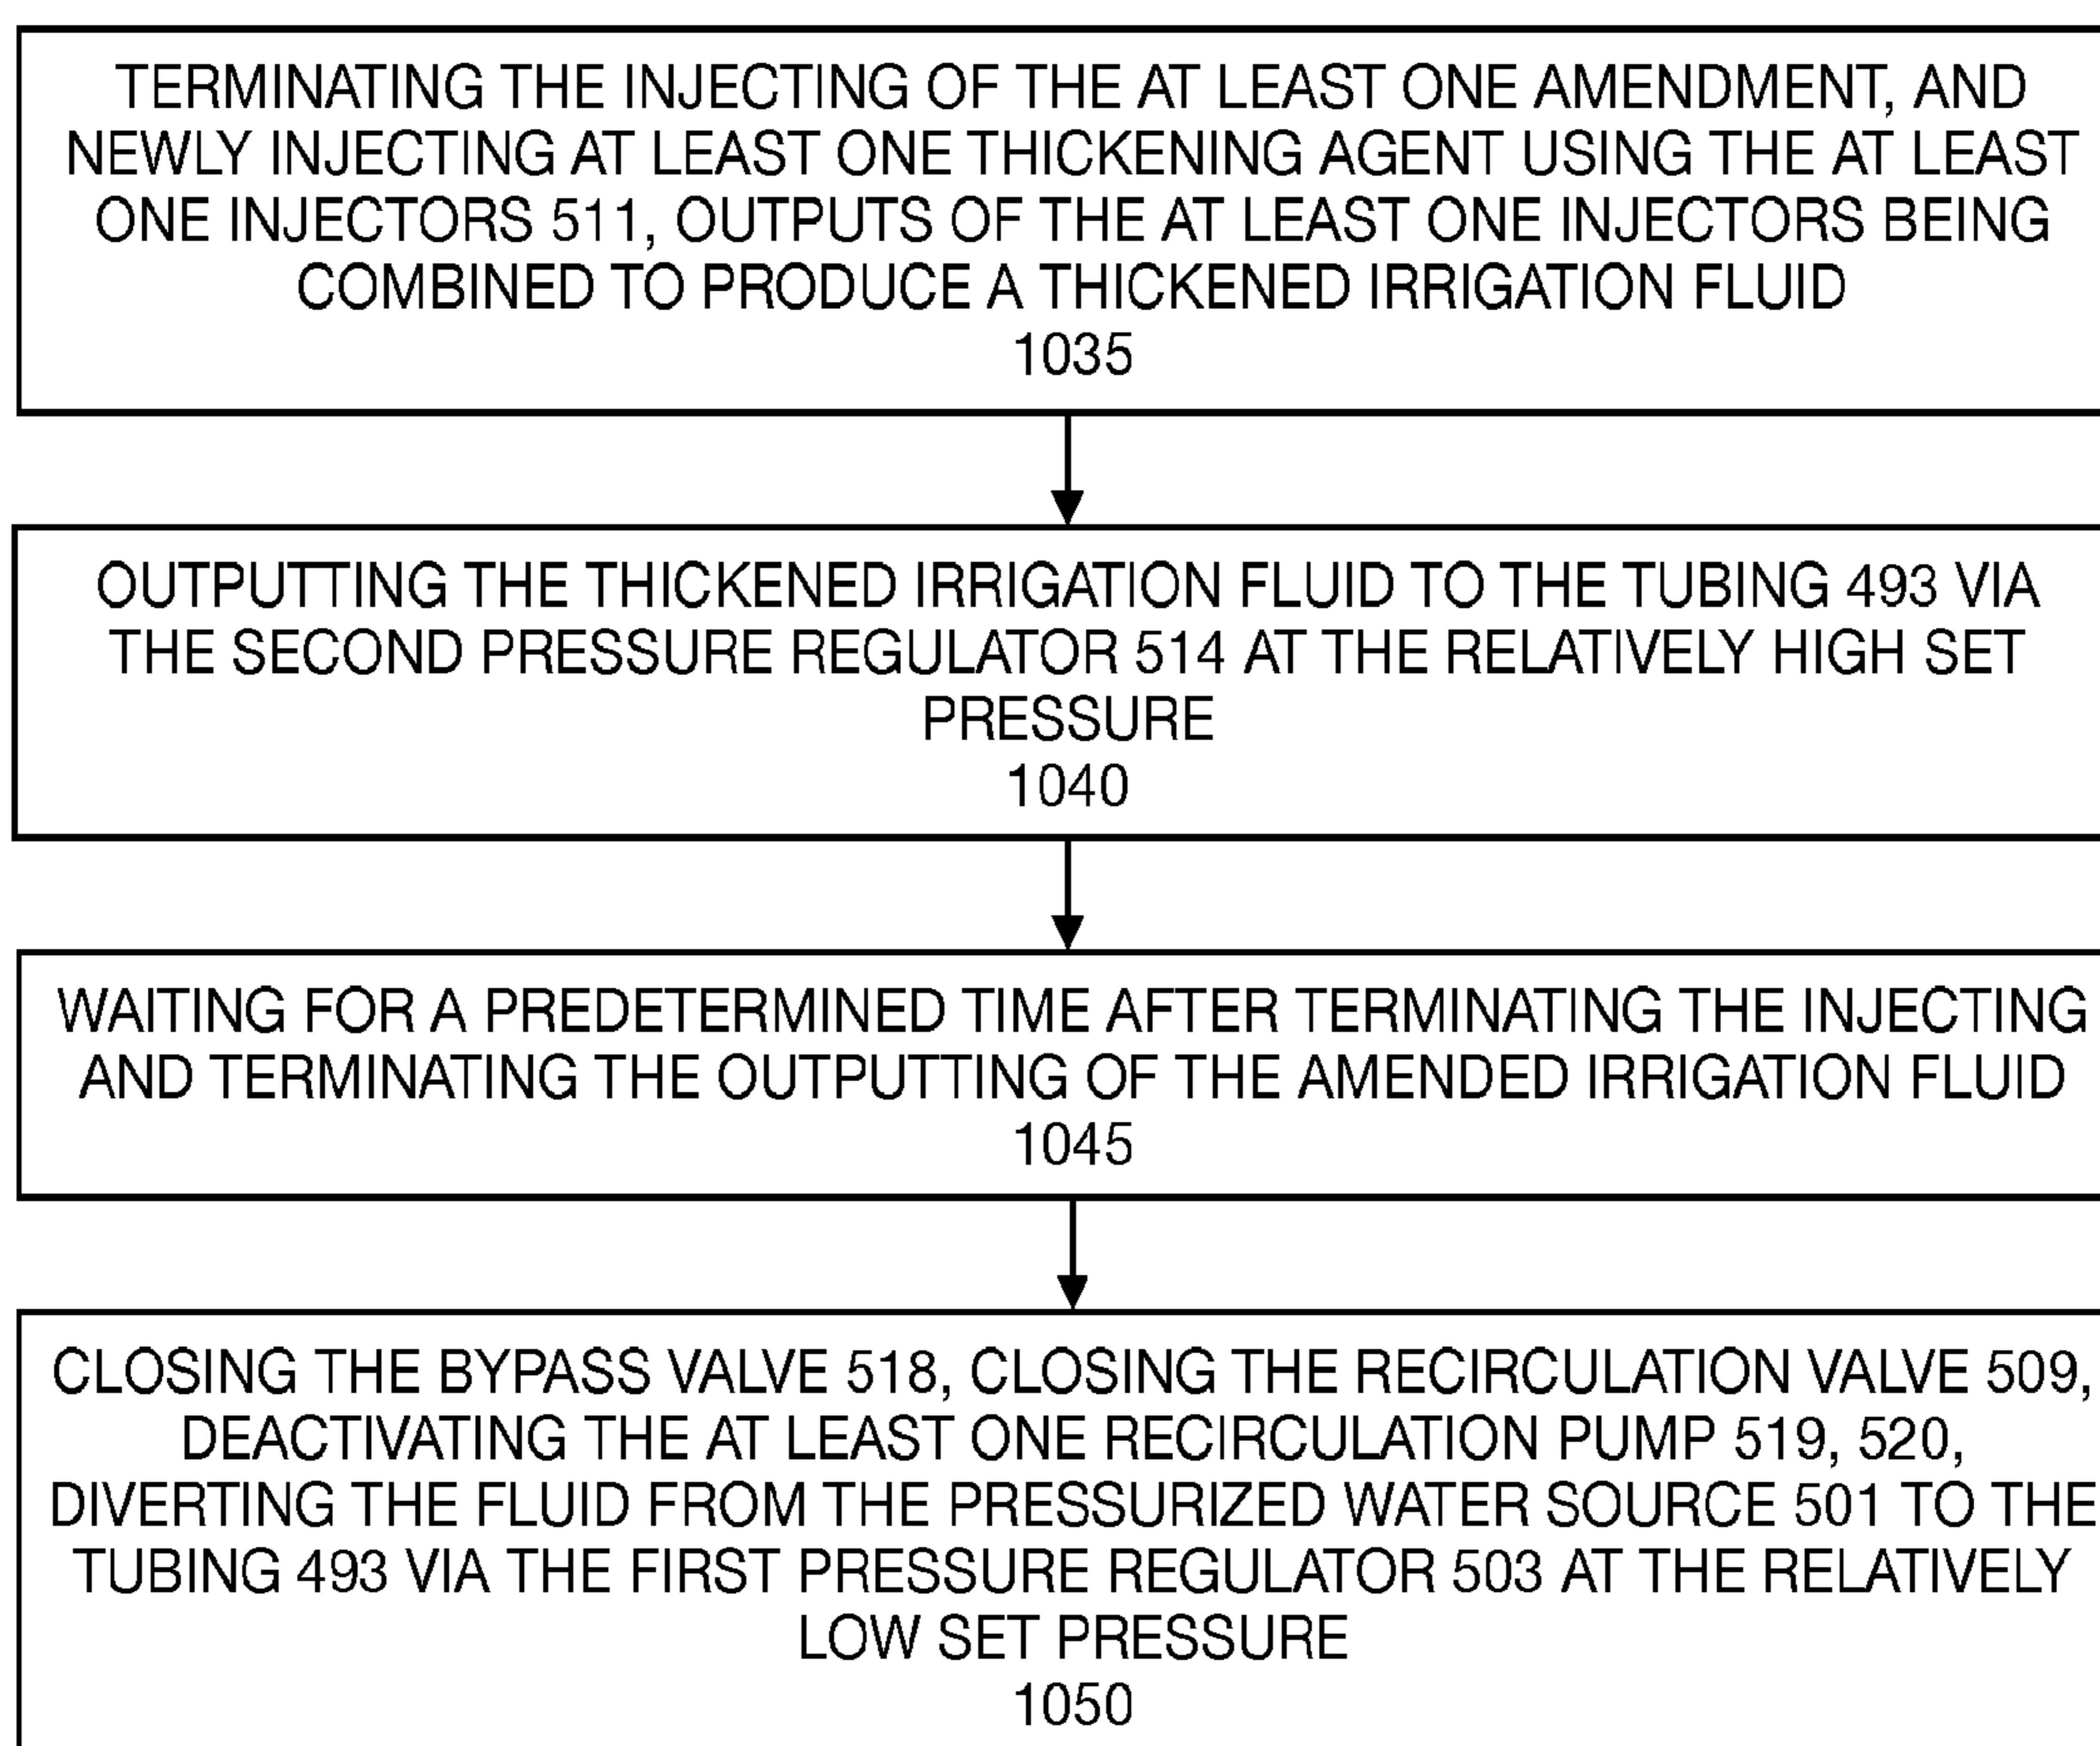 TERMINATING THE INJECTING OF THE AT LEAST ONE AMENDMENT, AND
NEWLY INJECTING AT LEAST ONE THICKENING AGENT USING THE AT LEAST
ONE INJECTORS 511, OUTPUTS OF THE AT LEAST ONE INJECTORS BEING
COMBINED TO PRODUCE A THICKENED IRRIGATION FLUID
1035
OUTPUTTING THE THICKENED IRRIGATION FLUID TO THE TUBING 493 VIA
THE SECOND PRESSURE REGULATOR 514 AT THE RELATIVELY HIGH SET
PRESSURE
1040
WAITING FOR A PREDETERMINED TIME AFTER TERMINATING THE INJECTING
AND TERMINATING THE OUTPUTTING OF THE AMENDED IRRIGATION FLUID
1045
CLOSING THE BYPASS VALVE 518, CLOSING THE RECIRCULATION VALVE 509,
DEACTIVATING THE AT LEAST ONE RECIRCULATION PUMP 519, 520,
DIVERTING THE FLUID FROM THE PRESSURIZED WATER SOURCE 501 TO THE
TUBING 493 VIA THE FIRST PRESSURE REGULATOR 503 AT THE RELATIVELY
LOW SET PRESSURE
1050